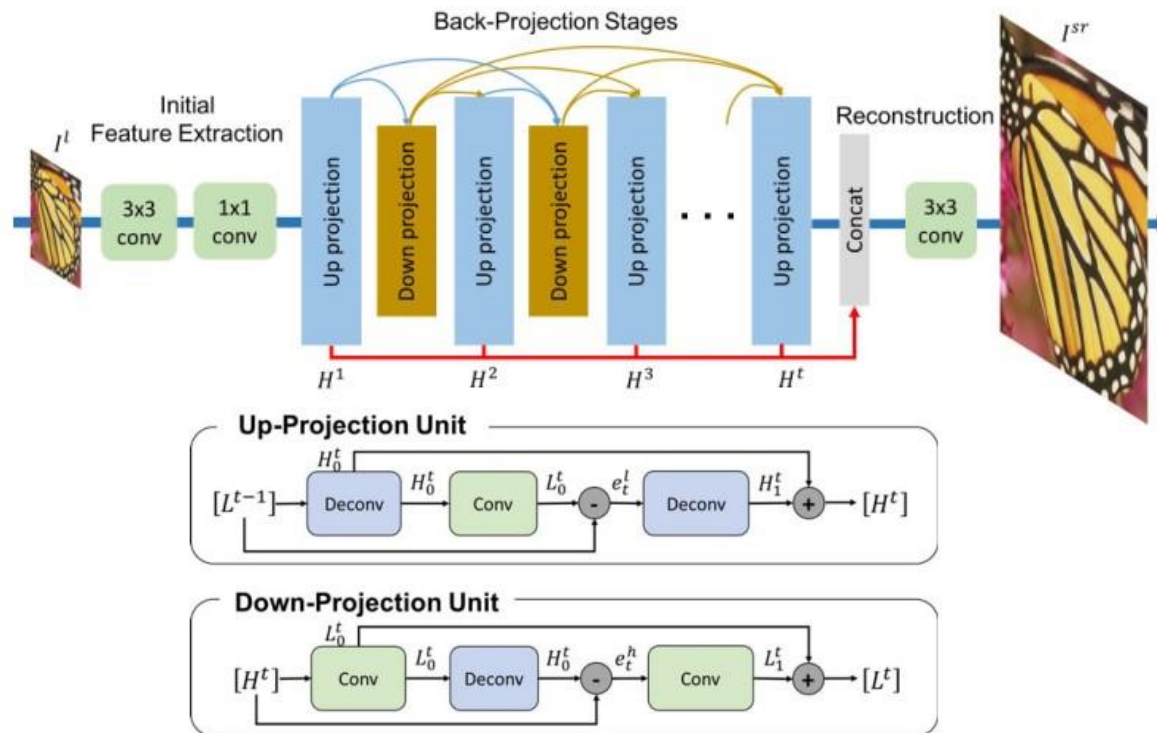 Back-Projection Stages
I^{sr}
Initial
Feature Extraction
Reconstruction
I^l
3x3
conv
1x1
conv
Up projection
Down projection
Up projection
Down projection
Up projection
. . .
Up projection
Concat
3x3
conv
H^1
H^2
H^3
H^t
Up-Projection Unit
H_0^t
[L^{t-1}]
Deconv
H_0^t
Conv
L_0^t
-
e_t^l
Deconv
H_1^t
+
[H^t]
Down-Projection Unit
L_0^t
[H^t]
Conv
L_0^t
Deconv
H_0^t
-
e_t^h
Conv
L_1^t
+
[L^t]